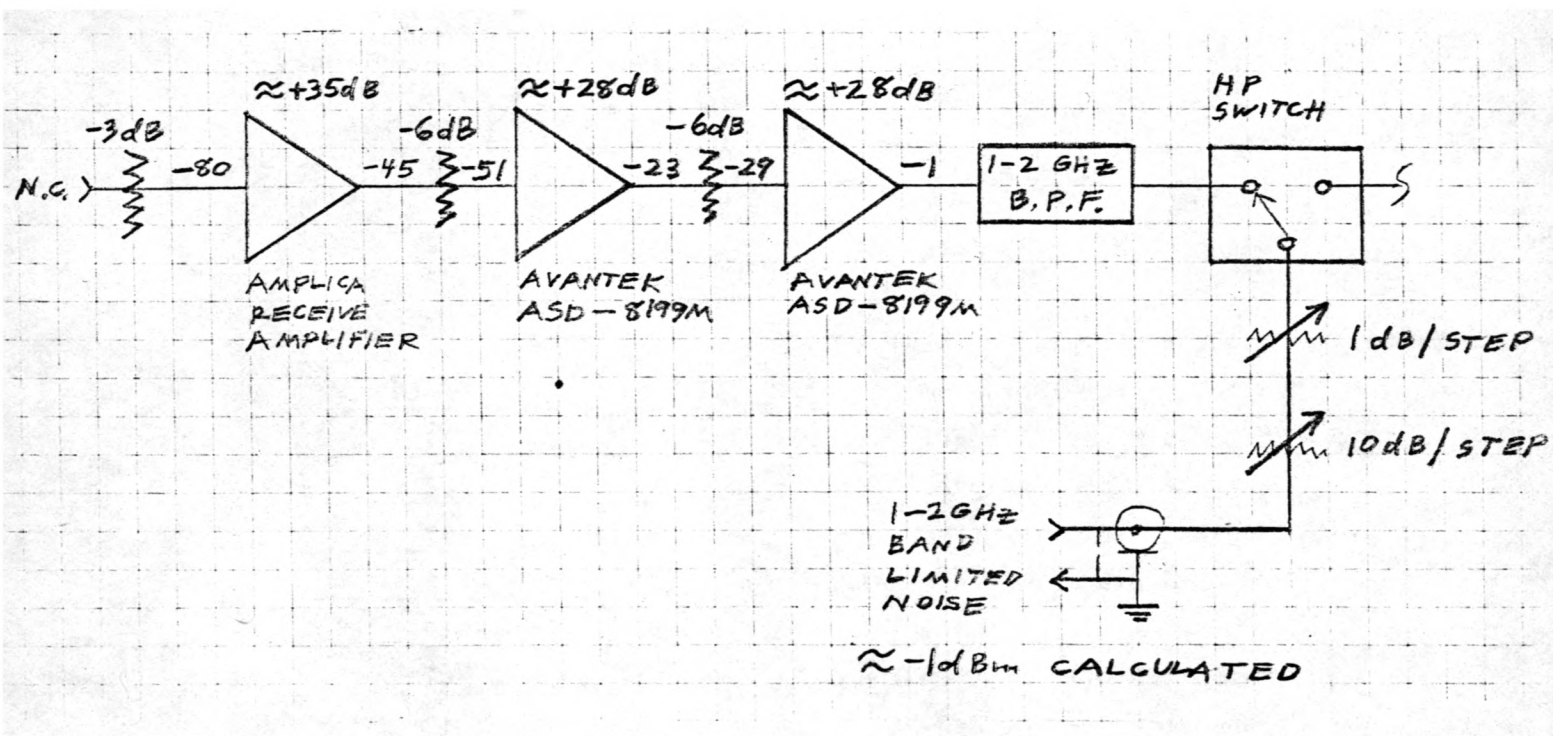 ≈+35dB
≈+28dB
≈+28dB
HP
SWITCH
-3dB
-6dB
-6dB
N.C.
-80
-45
-51
-23
-29
-1
1-2 GHZ
B.P.F.
AMPLICA
RECEIVE
AMPLIFIER
AVANTEK
ASD-8199M
AVANTEK
ASD-8199M
1dB/STEP
10dB/STEP
1-2GHZ
BAND
LIMITED
NOISE
≈-1dBm CALCULATED